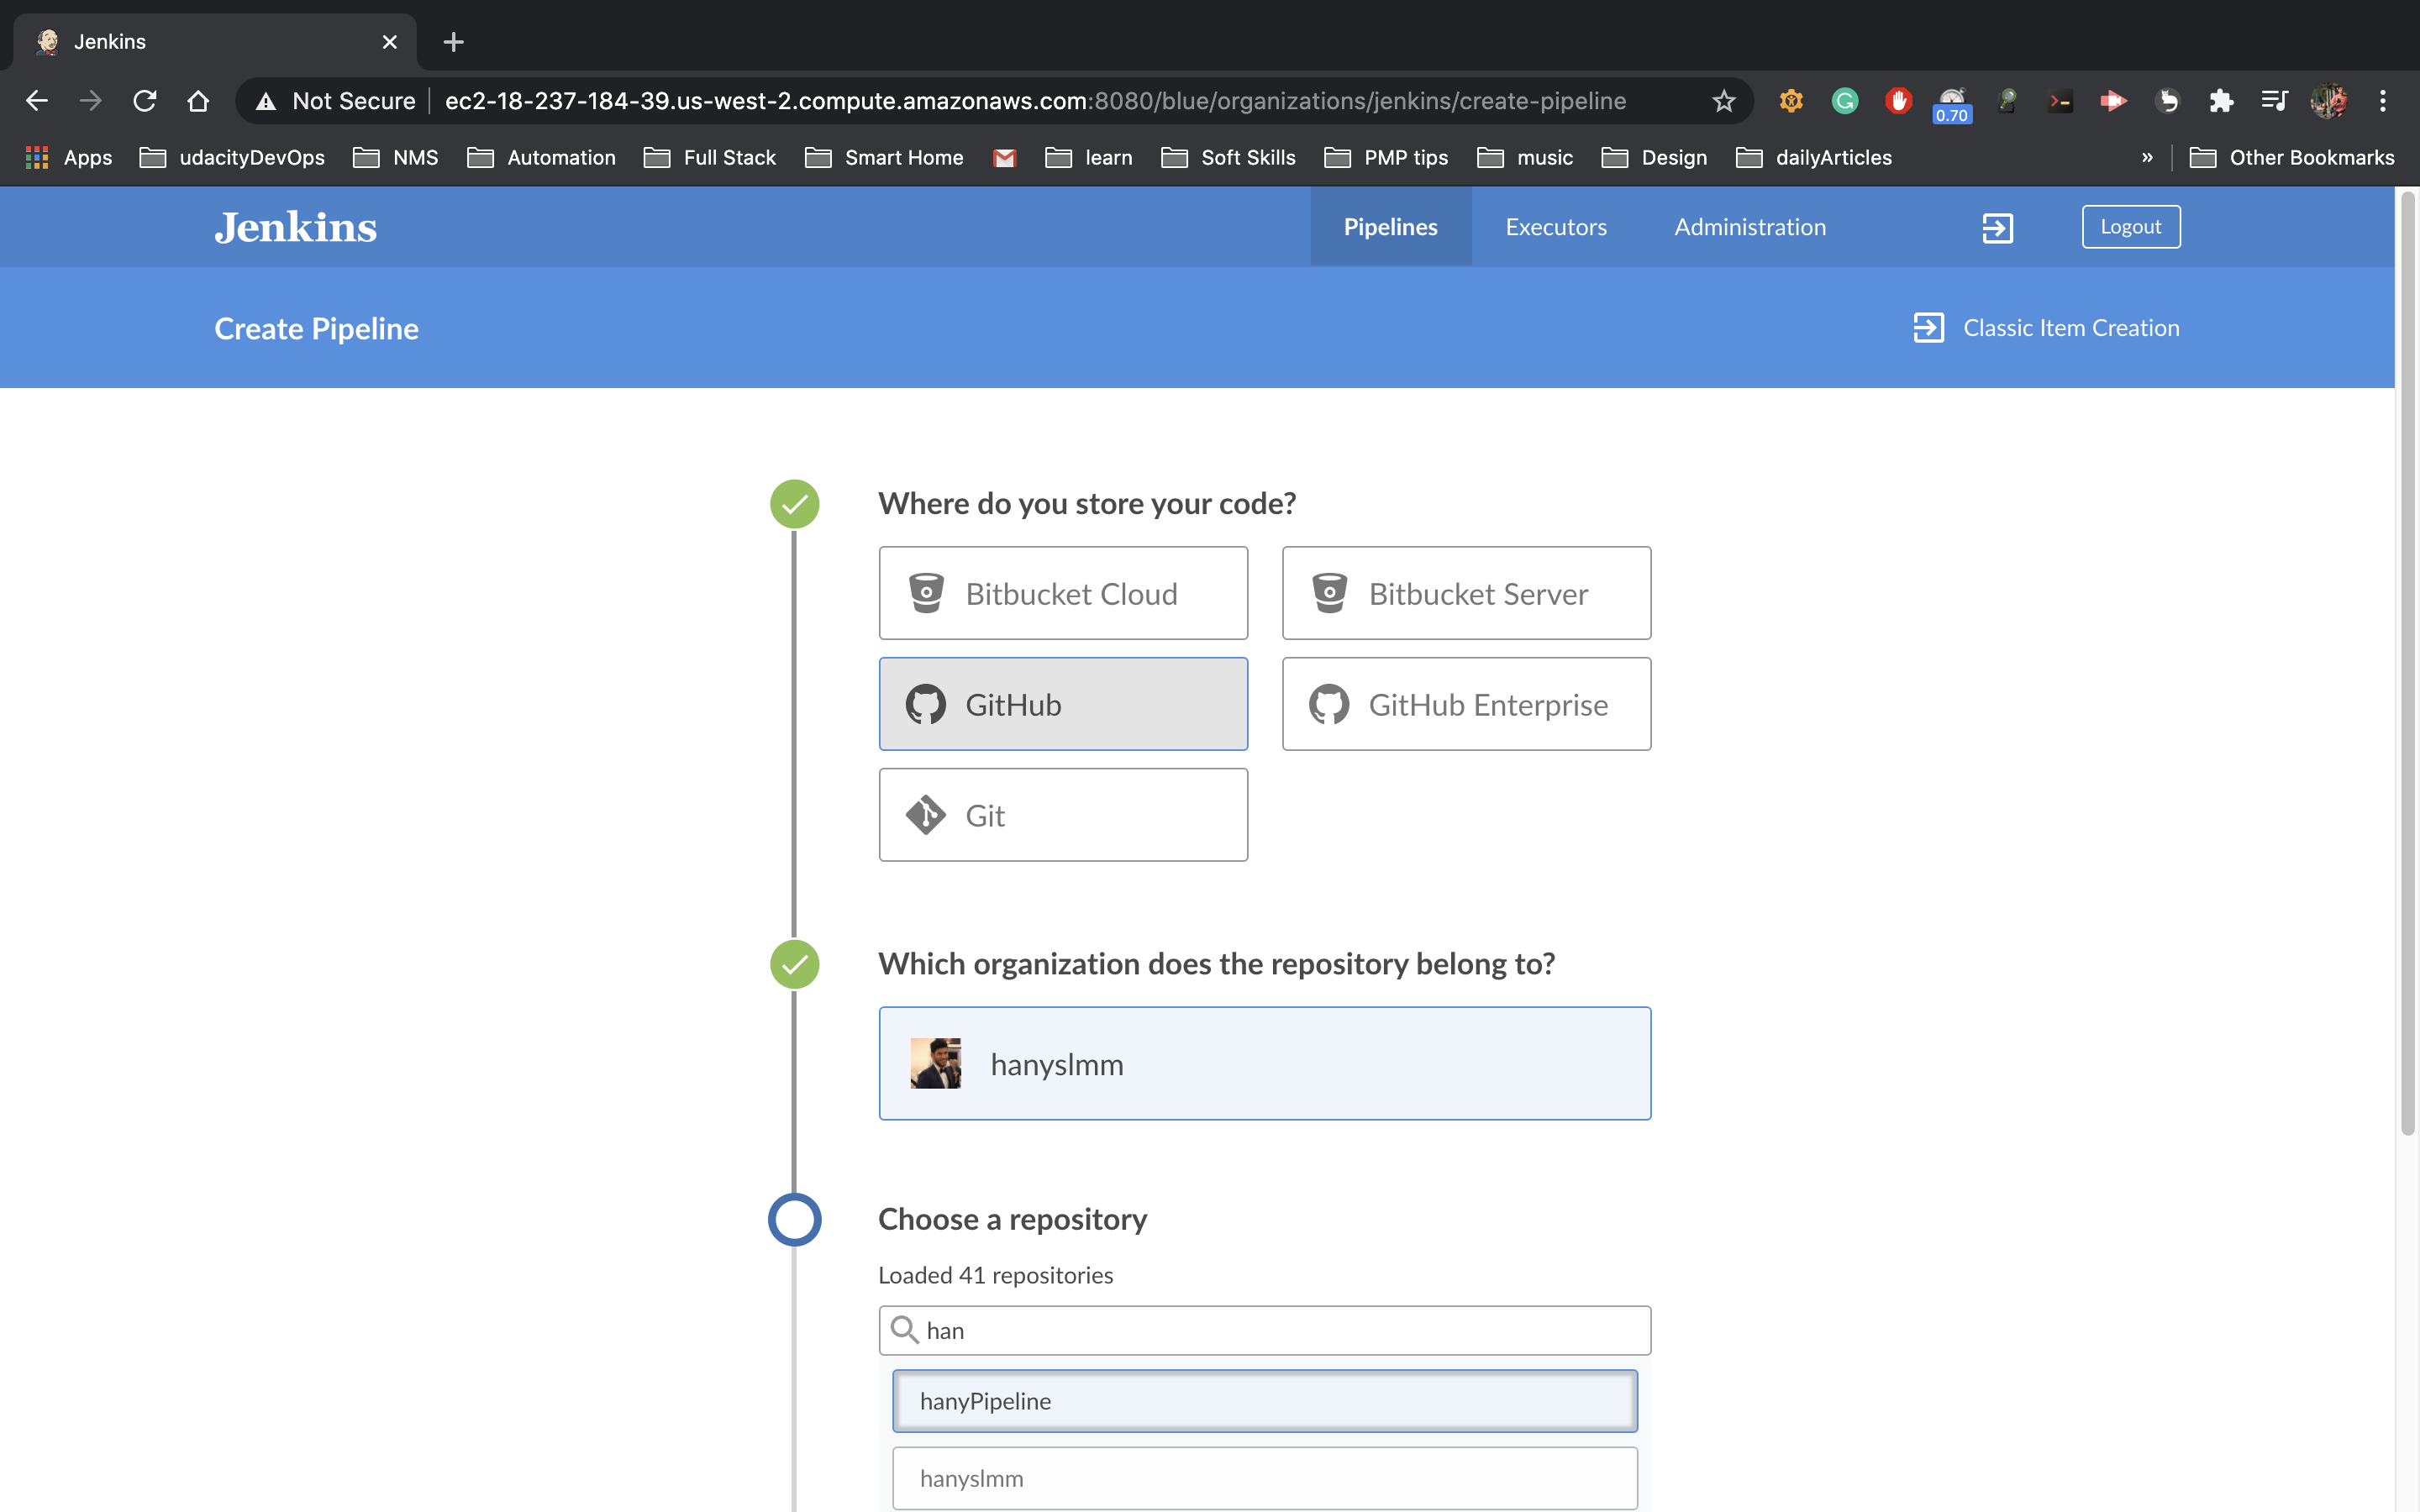 Jenkins
Not Secure ec2-18-237-184-39.us-west-2.compute.amazonaws.com:8080/blue/organizations/jenkins/create-pipeline 0.70
Apps udacityDevOps NMS Automation Full Stack Smart Home learn Soft Skills PMP tips music Design dailyArticles » Other Bookmarks
Jenkins Pipelines Executors Administration Logout
Create Pipeline Classic Item Creation
Where do you store your code?
Bitbucket Cloud Bitbucket Server
GitHub GitHub Enterprise
Git
Which organization does the repository belong to?
hanyslmm
Choose a repository
Loaded 41 repositories
han
hanyPipeline
hanyslmm